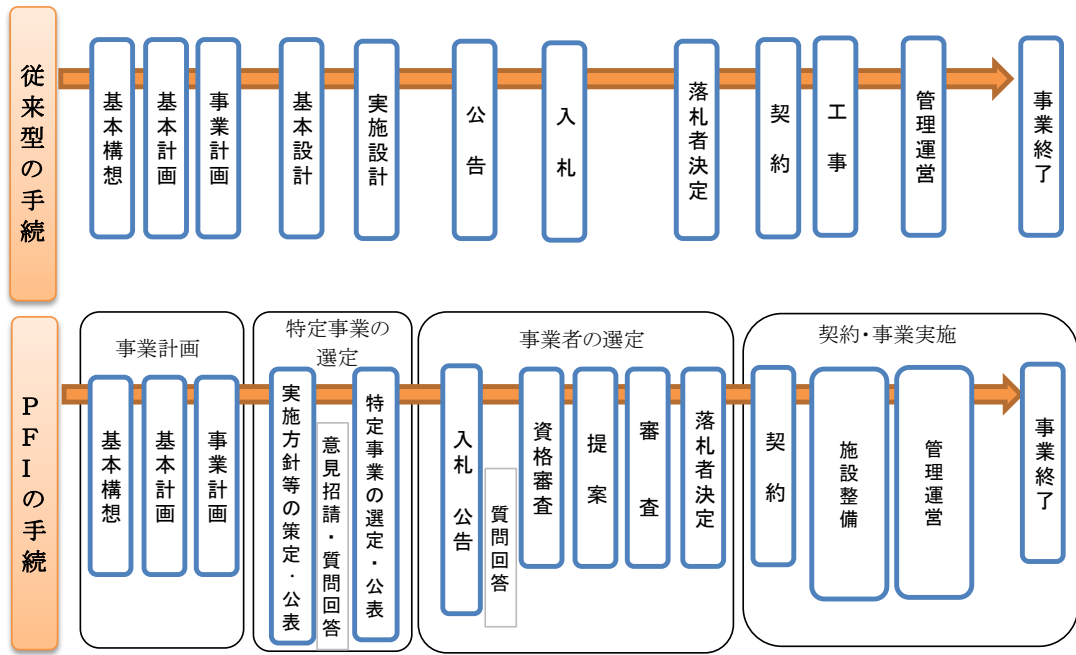 従来型の手続
基本構想
基本計画
事業計画
基本設計
実施設計
公告
入札
落札者決定
契約
工事
管理運営
事業終了
PFIの手続
事業計画
基本構想
基本計画
事業計画
特定事業の
選定
実施方針等の策定・公表
意見招請・質問回答
特定事業の選定・公表
事業者の選定
入札 公告
質問回答
資格審査
提案
審査
落札者決定
契約・事業実施
契約
施設整備
管理運営
事業終了